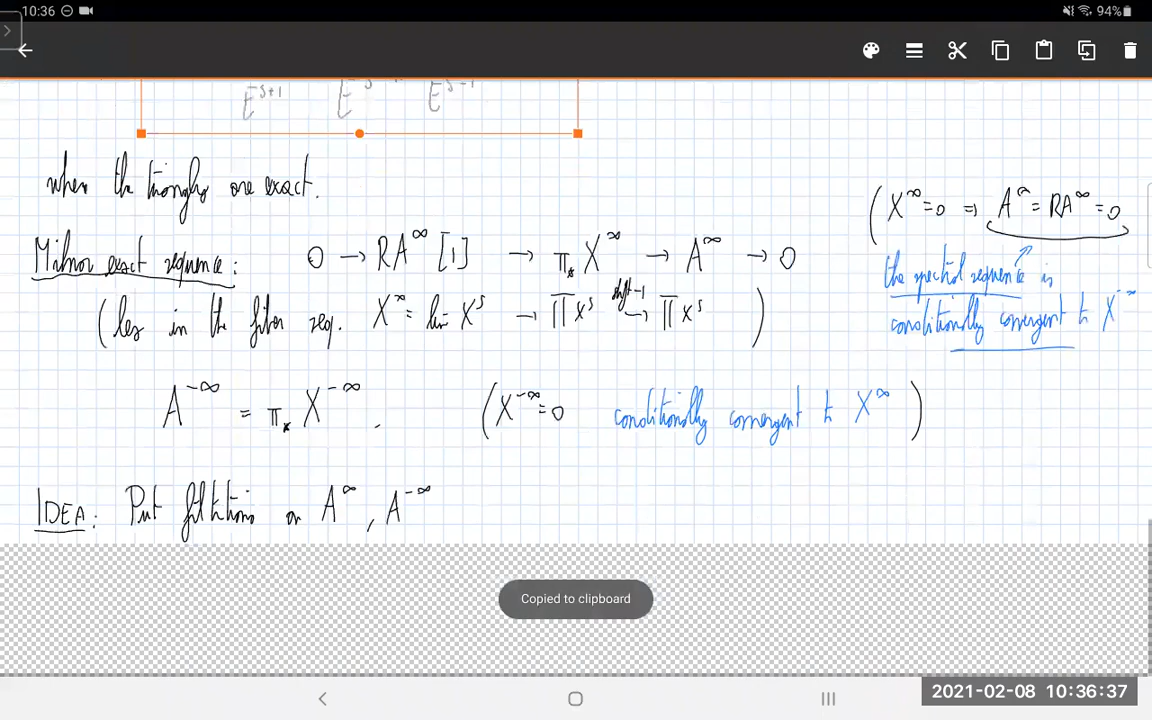 10:36
94%
E^{s+1} E^{s-1}
when the triangles are exact.
(X^∞=0 ⇒ A^∞ = RA^∞ = 0
Milnor exact sequence: 0 → RA^∞ [1] → π_* X^∞ → A^∞ → 0
the spectral sequence is
(les in the fiber seq. X^∞ = lim X^s → ∏X^s shift-1 → ∏X^s)
conditionally convergent to X^{-∞}
A^{-∞} = π_* X^{-∞}. (X^{-∞}=0 conditionally convergent to X^∞)
IDEA: Put filtrations on A^∞, A^{-∞}
Copied to clipboard
2021-02-08 10:36:37